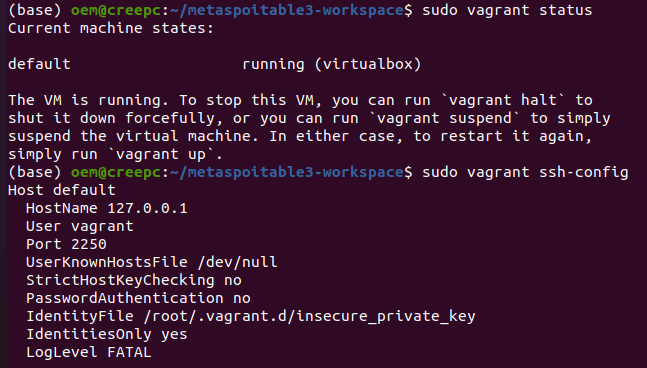 (base) oem@creepc:~/metaspoitable3-workspace$ sudo vagrant status
Current machine states:
default                   running (virtualbox)
The VM is running. To stop this VM, you can run `vagrant halt` to
shut it down forcefully, or you can run `vagrant suspend` to simply
suspend the virtual machine. In either case, to restart it again,
simply run `vagrant up`.
(base) oem@creepc:~/metaspoitable3-workspace$ sudo vagrant ssh-config
Host default
  HostName 127.0.0.1
  User vagrant
  Port 2250
  UserKnownHostsFile /dev/null
  StrictHostKeyChecking no
  PasswordAuthentication no
  IdentityFile /root/.vagrant.d/insecure_private_key
  IdentitiesOnly yes
  LogLevel FATAL